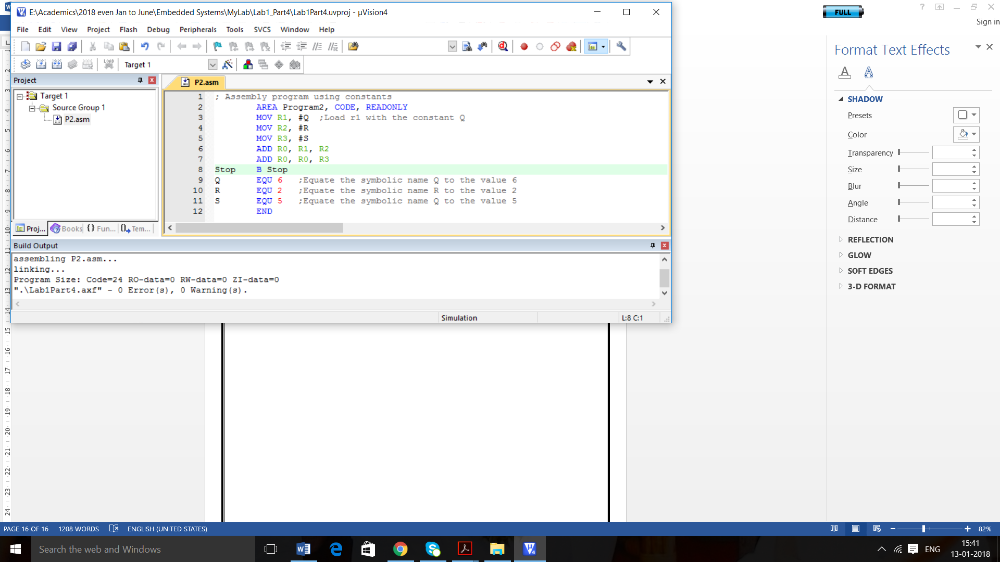 E:\Academics\2018 even Jan to June\Embedded Systems\MyLab\Lab1_Part4\Lab1Part4.uvproj - µVision4
FULL
Sign in
File Edit View Project Flash Debug Peripherals Tools SVCS Window Help
LOAD
Target 1
Project
Target 1
Source Group 1
P2.asm
Proj... Books {} Fun... Tem...
P2.asm
1 ; Assembly program using constants
2 AREA Program2, CODE, READONLY
3 MOV R1, #Q ;Load r1 with the constant Q
4 MOV R2, #R
5 MOV R3, #S
6 ADD R0, R1, R2
7 ADD R0, R0, R3
8 Stop B Stop
9 Q EQU 6 ;Equate the symbolic name Q to the value 6
10 R EQU 2 ;Equate the symbolic name R to the value 2
11 S EQU 5 ;Equate the symbolic name Q to the value 5
12 END
Build Output
assembling P2.asm...
linking...
Program Size: Code=24 RO-data=0 RW-data=0 ZI-data=0
".\Lab1Part4.axf" - 0 Error(s), 0 Warning(s).
Simulation
L:8 C:1
Format Text Effects
SHADOW
Presets
Color
Transparency
Size
Blur
Angle
Distance
REFLECTION
GLOW
SOFT EDGES
3-D FORMAT
PAGE 16 OF 16 1208 WORDS ENGLISH (UNITED STATES)
82%
Search the web and Windows
ENG
15:41
13-01-2018